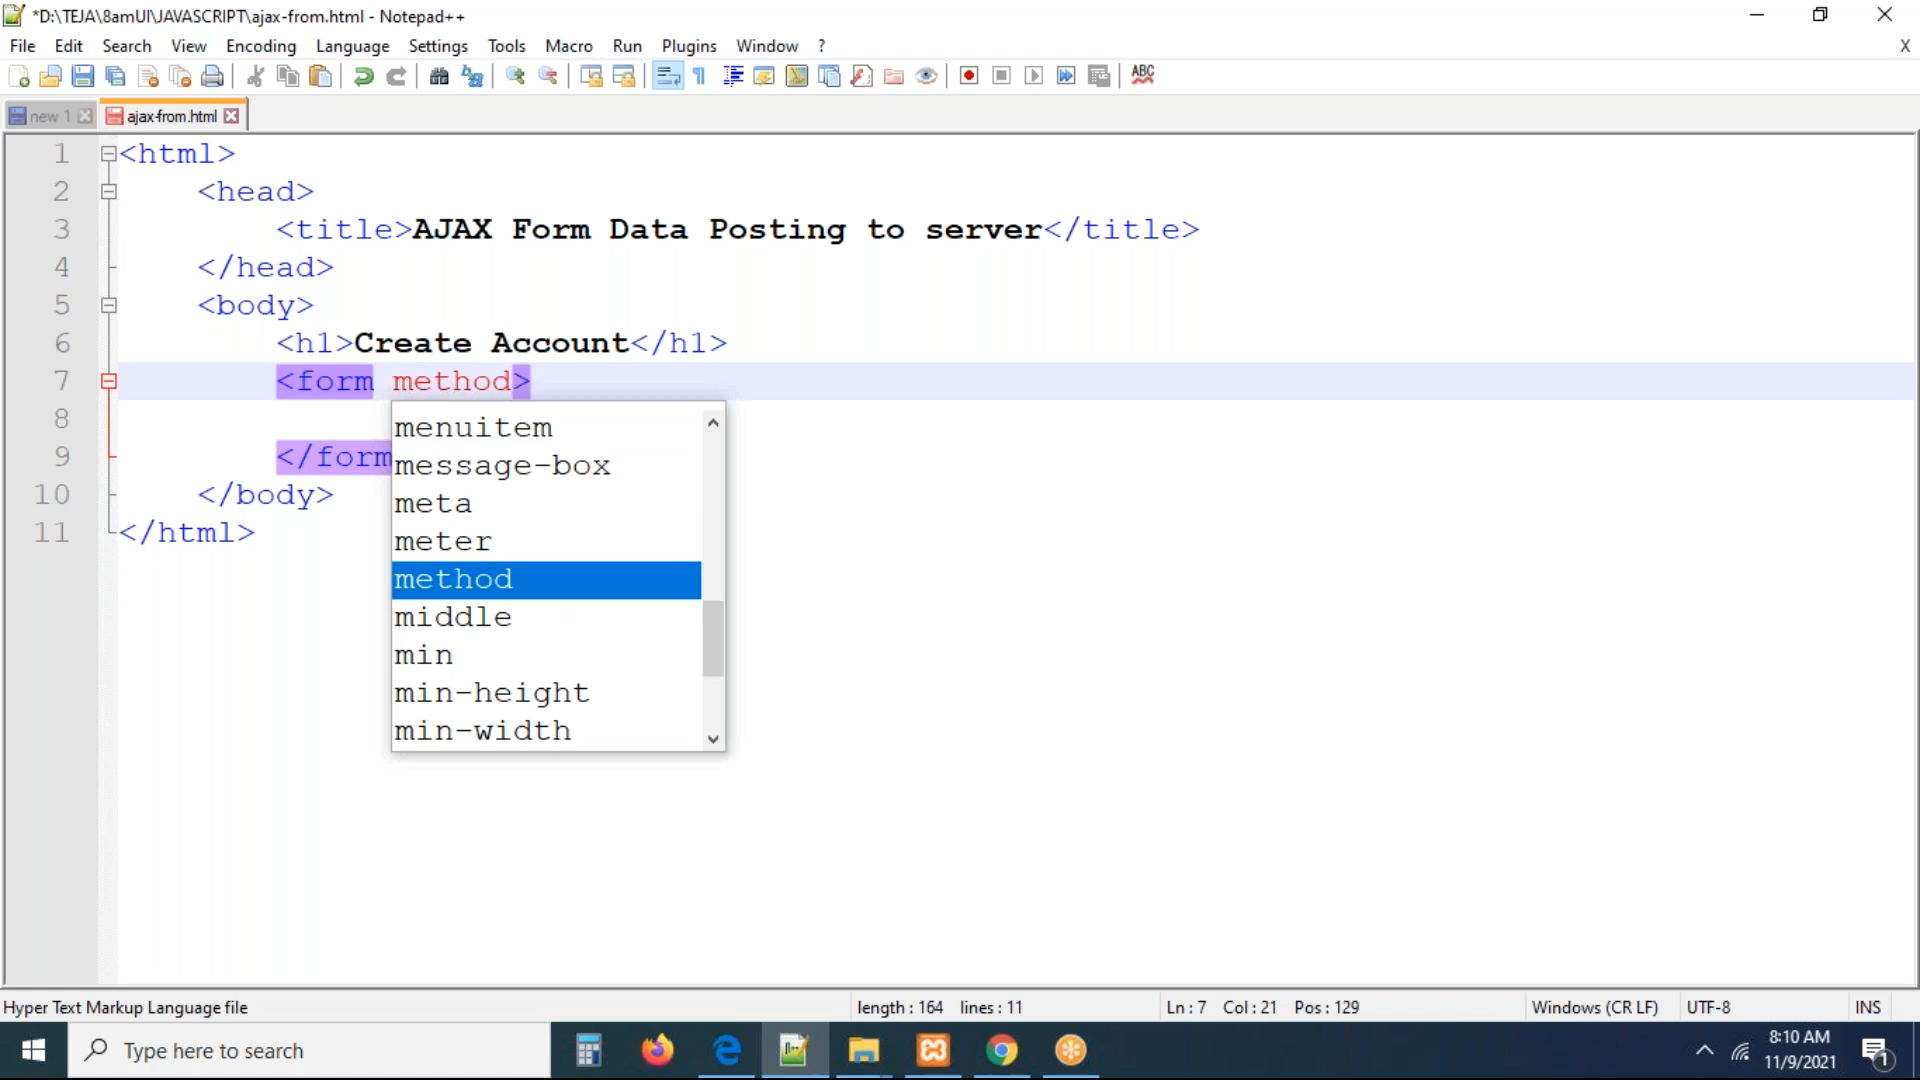 *D:\TEJA\8amUI\JAVASCRIPT\ajax-from.html - Notepad++
File Edit Search View Encoding Language Settings Tools Macro Run Plugins Window ? X
ABC
new 1 ajax-from.html
1 <html>
2 <head>
3 <title>AJAX Form Data Posting to server</title>
4 </head>
5 <body>
6 <h1>Create Account</h1>
7 <form method>
8
menuitem
9 </form
message-box
10 </body>
meta
11 </html>
meter
method
middle
min
min-height
min-width
Hyper Text Markup Language file length : 164 lines : 11 Ln : 7 Col : 21 Pos : 129 Windows (CR LF) UTF-8 INS
Type here to search
8:10 AM
11/9/2021
1